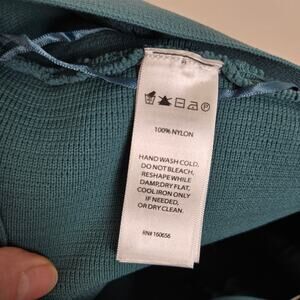 100% NYLON
HAND WASH COLD,
DO NOT BLEACH,
RESHAPE WHILE
DAMP,DRY FLAT,
COOL IRON ONLY
IF NEEDED,
OR DRY CLEAN.
RN# 160656